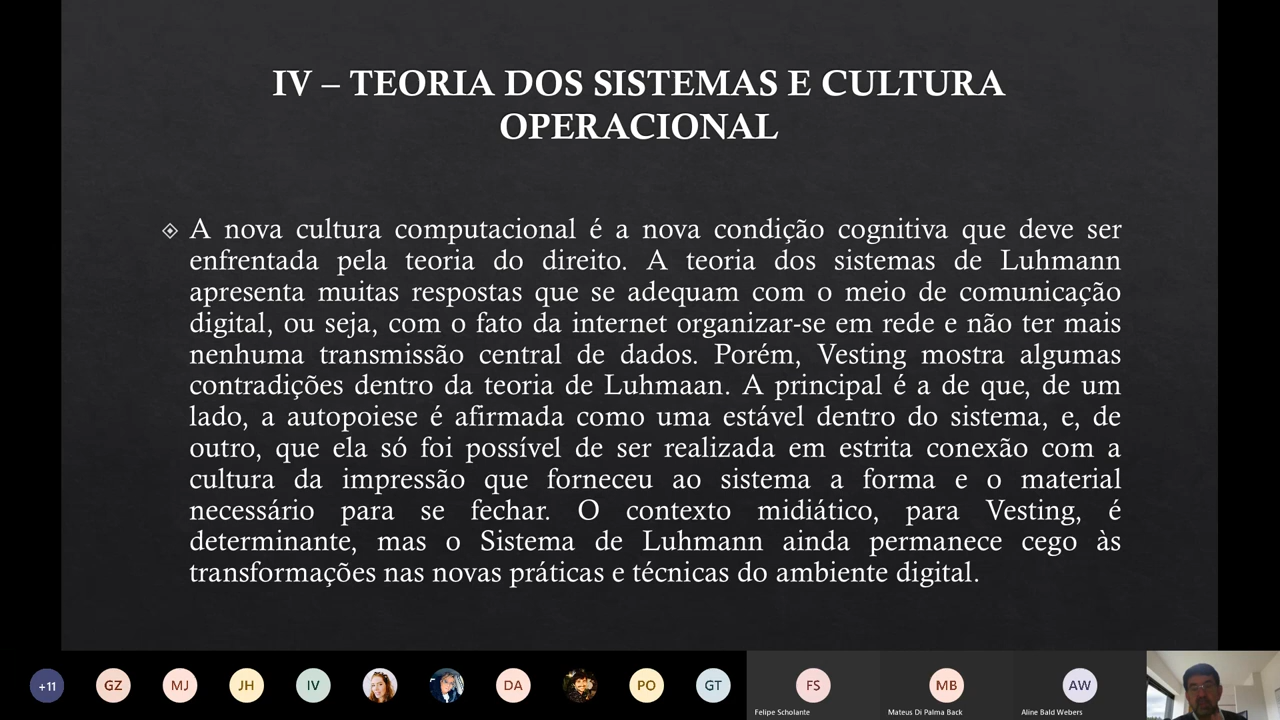 IV – TEORIA DOS SISTEMAS E CULTURA
OPERACIONAL
A nova cultura computacional é a nova condição cognitiva que deve ser
enfrentada pela teoria do direito. A teoria dos sistemas de Luhmann
apresenta muitas respostas que se adequam com o meio de comunicação
digital, ou seja, com o fato da internet organizar-se em rede e não ter mais
nenhuma transmissão central de dados. Porém, Vesting mostra algumas
contradições dentro da teoria de Luhmaan. A principal é a de que, de um
lado, a autopoiese é afirmada como uma estável dentro do sistema, e, de
outro, que ela só foi possível de ser realizada em estrita conexão com a
cultura da impressão que forneceu ao sistema a forma e o material
necessário para se fechar. O contexto midiático, para Vesting, é
determinante, mas o Sistema de Luhmann ainda permanece cego às
transformações nas novas práticas e técnicas do ambiente digital.
+11 GZ MJ JH IV DA PO GT FS MB AW
Felipe Scholante Mateus Di Palma Back Aline Bald Webers